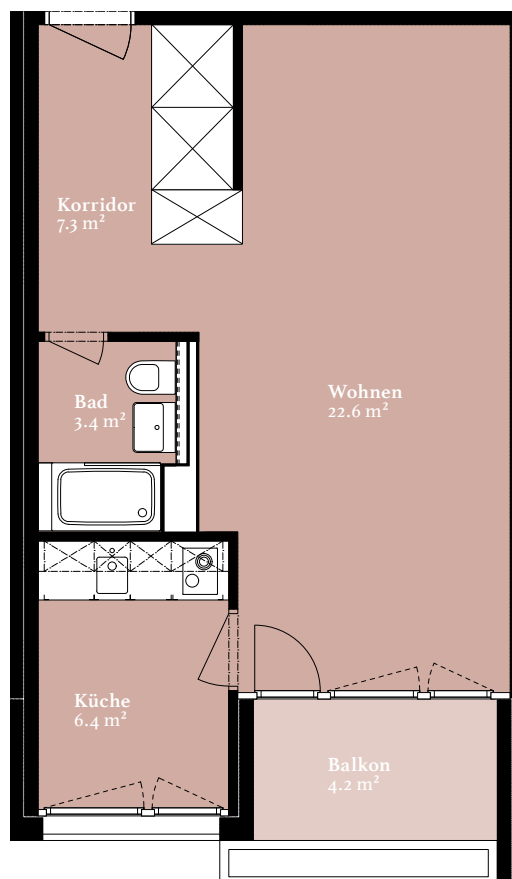 Korridor
7.3 m²
Wohnen
22.6 m²
Bad
3.4 m²
Küche
6.4 m²
Balkon
4.2 m²